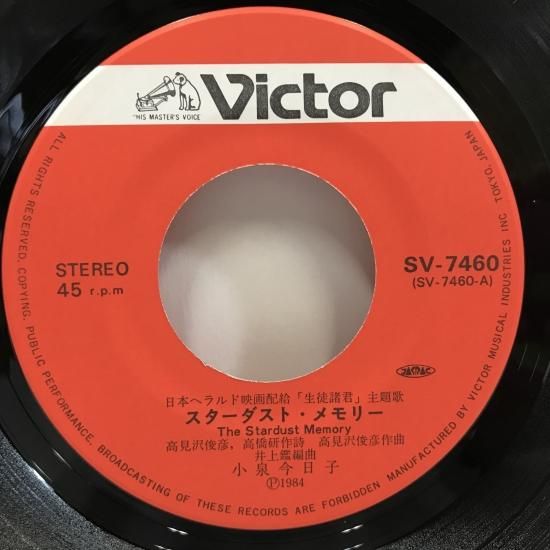 Victor
"HIS MASTER'S VOICE"
STEREO
45 r.p.m
SV-7460
(SV-7460-A)
JASRAC
日本ヘラルド映画配給「生徒諸君」主題歌
スターダスト・メモリー
The Stardust Memory
高見沢俊彦,高橋研作詩 高見沢俊彦作曲
井上鑑編曲
小泉今日子
Ⓟ1984
ALL RIGHTS RESERVED. COPYING, PUBLIC PERFORMANCE, BROADCASTING OF THESE RECORDS ARE FORBIDDEN MANUFACTURED BY VICTOR MUSICAL INDUSTRIES INC TOKYO, JAPAN